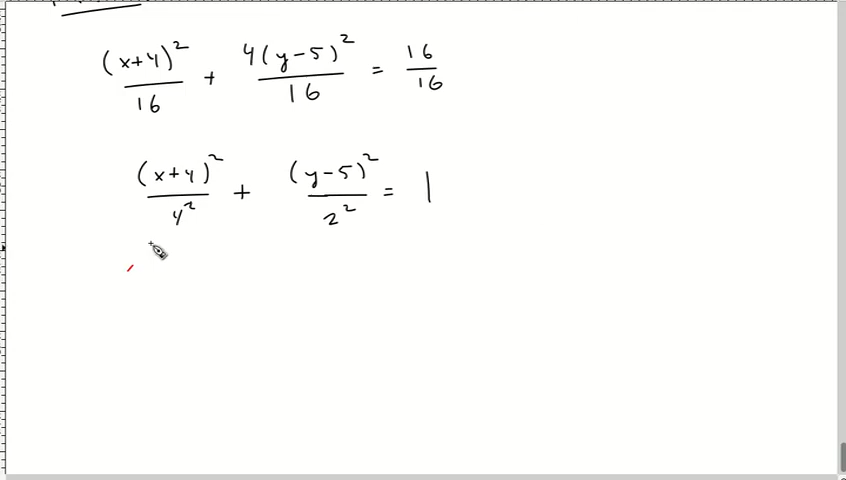 (x+4)²/16 + 4(y-5)²/16 = 16/16
(x+4)²/4² + (y-5)²/2² = 1